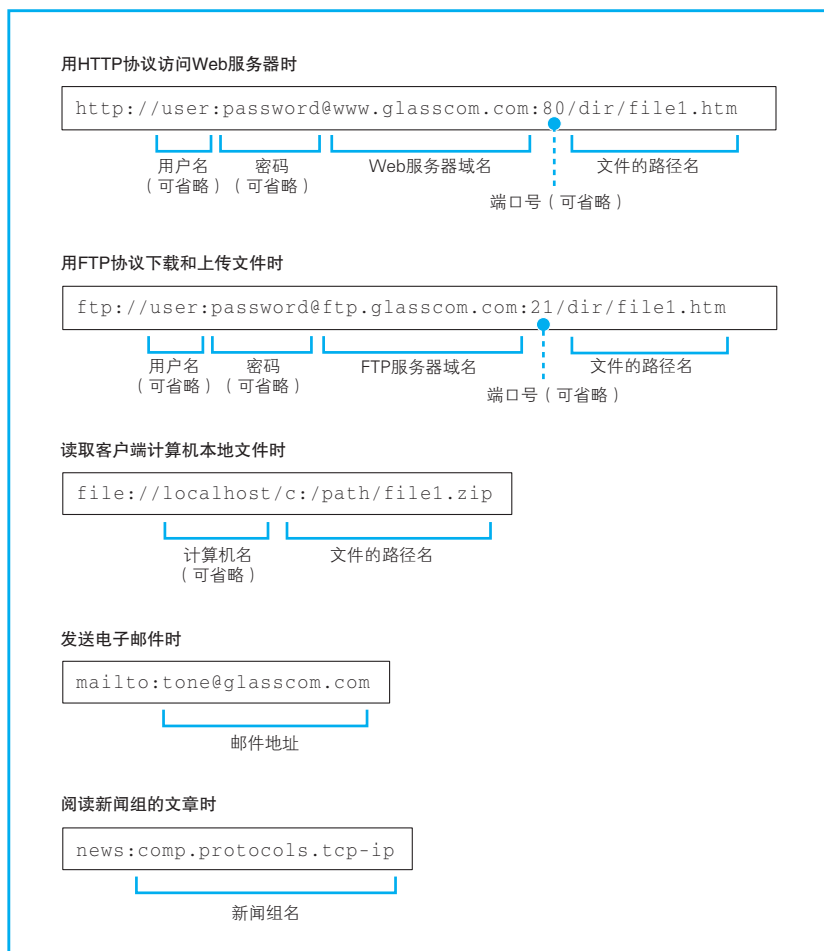 用HTTP协议访问Web服务器时
http://user:password@www.glasscom.com:80/dir/file1.htm
用户名 密码 Web服务器域名 文件的路径名
（可省略）（可省略）
端口号（可省略）
用FTP协议下载和上传文件时
ftp://user:password@ftp.glasscom.com:21/dir/file1.htm
用户名 密码 FTP服务器域名 文件的路径名
（可省略）（可省略）
端口号（可省略）
读取客户端计算机本地文件时
file://localhost/c:/path/file1.zip
计算机名 文件的路径名
（可省略）
发送电子邮件时
mailto:tone@glasscom.com
邮件地址
阅读新闻组的文章时
news:comp.protocols.tcp-ip
新闻组名